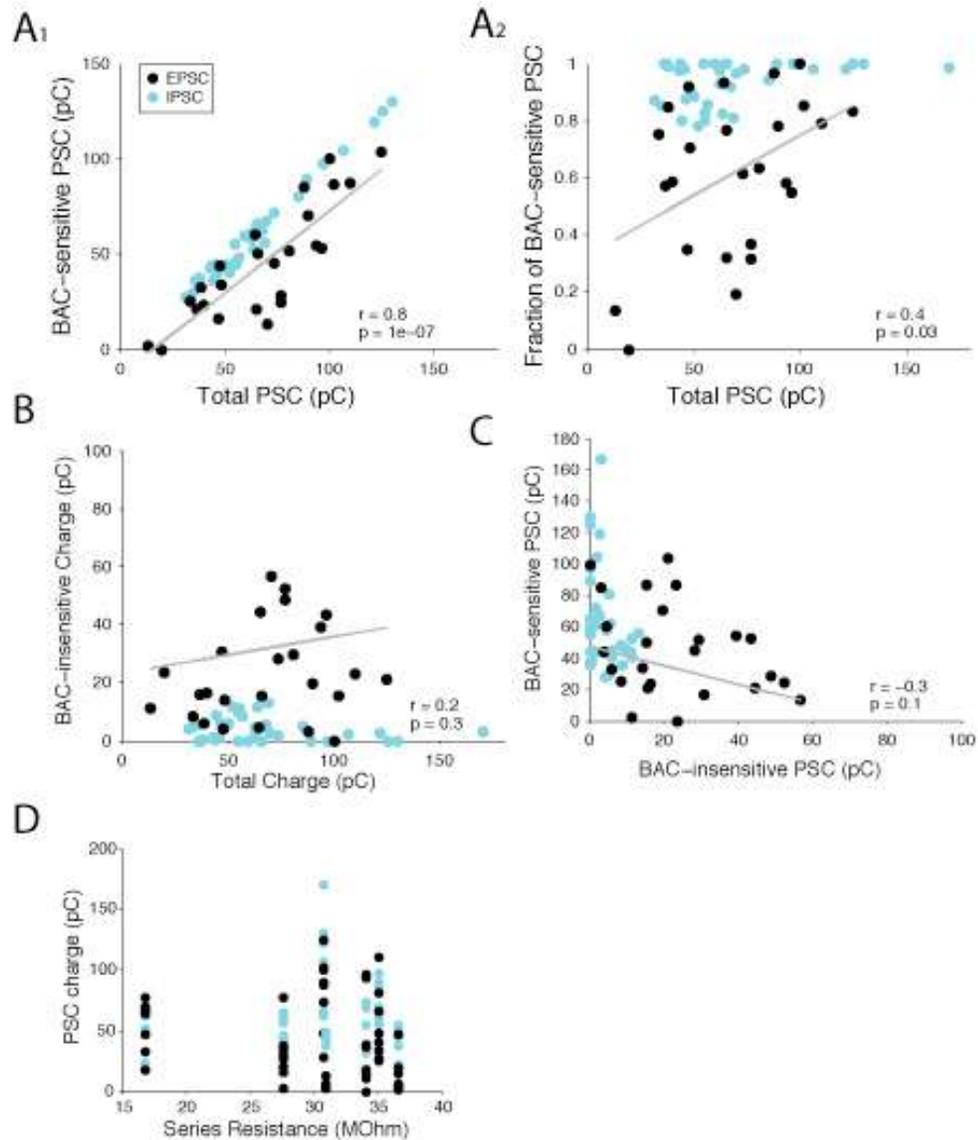 A1
BAC-sensitive PSC (pC)
150
100
50
0
EPSC
IPSC
r = 0.8
p = 1e-07
0 50 100 150
Total PSC (pC)
A2
Fraction of BAC-sensitive PSC
1
0.8
0.6
0.4
0.2
0
r = 0.4
p = 0.03
0 50 100 150
Total PSC (pC)
B
BAC-insensitive Charge (pC)
100
80
60
40
20
0
r = 0.2
p = 0.3
0 50 100 150
Total Charge (pC)
C
BAC-sensitive PSC (pC)
180
160
140
120
100
80
60
40
20
0
r = -0.3
p = 0.1
0 20 40 60 80 100
BAC-insensitive PSC (pC)
D
PSC charge (pC)
200
150
100
50
0
15 20 25 30 35 40
Series Resistance (MOhm)